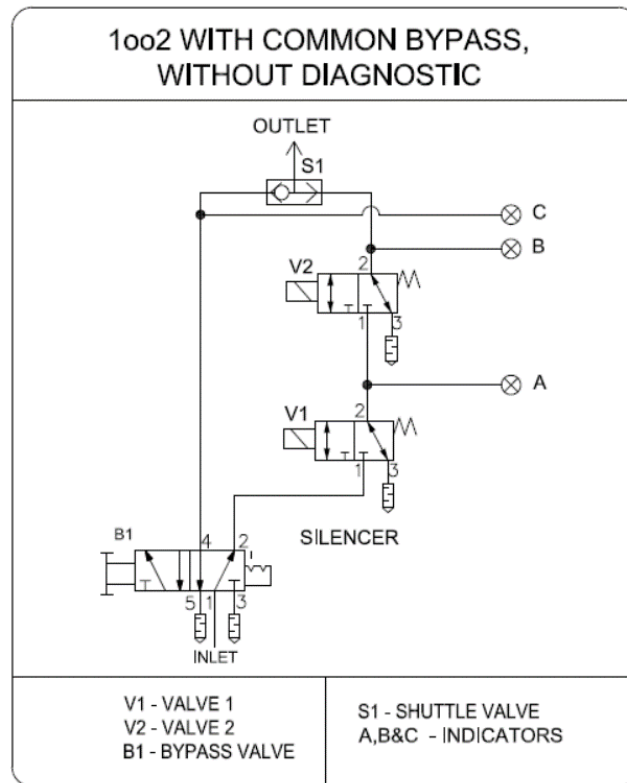 1oo2 WITH COMMON BYPASS,
WITHOUT DIAGNOSTIC
OUTLET
S1
C
B
V2
2
1
3
A
V1
2
1
3
SILENCER
B1
4
2
5
1
3
INLET
V1 - VALVE 1
V2 - VALVE 2
B1 - BYPASS VALVE
S1 - SHUTTLE VALVE
A,B&C - INDICATORS